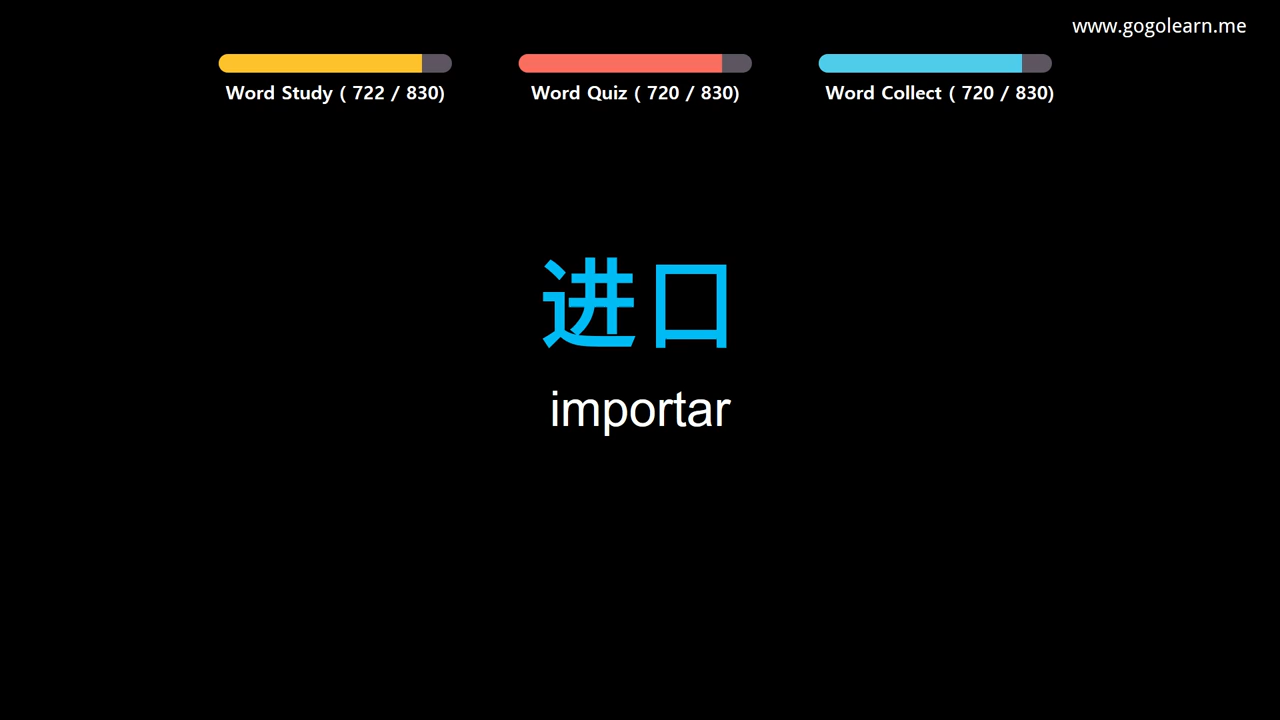 www.gogolearn.me
Word Study ( 722 / 830)
Word Quiz ( 720 / 830)
Word Collect ( 720 / 830)
进口
importar